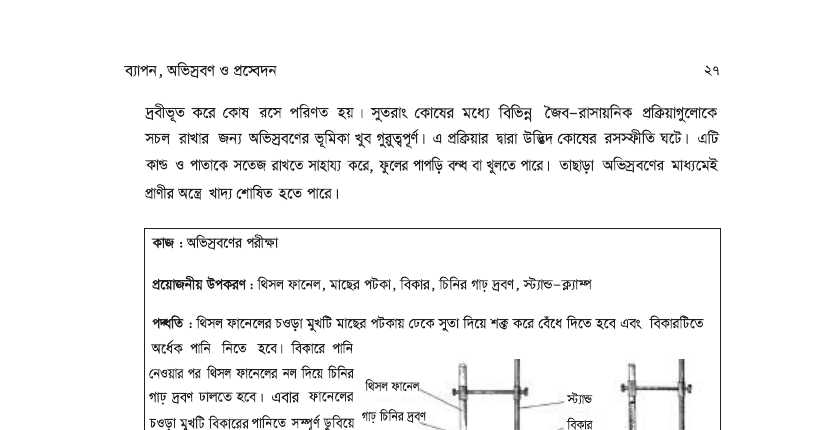 ব্যাপন, অভিস্রবণ ও প্রস্বেদন ২৭
দ্রবীভূত করে কোষ রসে পরিণত হয়। সুতরাং কোষের মধ্যে বিভিন্ন জৈব-রাসায়নিক প্রক্রিয়াগুলোকে
সচল রাখার জন্য অভিস্রবণের ভূমিকা খুব গুরুত্বপূর্ণ। এ প্রক্রিয়ার দ্বারা উদ্ভিদ কোষের রসস্ফীতি ঘটে। এটি
কান্ড ও পাতাকে সতেজ রাখতে সাহায্য করে, ফুলের পাপড়ি বন্ধ বা খুলতে পারে। তাছাড়া অভিস্রবণের মাধ্যমেই
প্রাণীর অন্ত্রে খাদ্য শোষিত হতে পারে।
কাজ : অভিস্রবণের পরীক্ষা
প্রয়োজনীয় উপকরণ : থিসল ফানেল, মাছের পটকা, বিকার, চিনির গাঢ় দ্রবণ, স্ট্যান্ড-ক্ল্যাম্প
পদ্ধতি : থিসল ফানেলের চওড়া মুখটি মাছের পটকায় ঢেকে সুতা দিয়ে শক্ত করে বেঁধে দিতে হবে এবং বিকারটিতে
অর্ধেক পানি নিতে হবে। বিকারে পানি
নেওয়ার পর থিসল ফানেলের নল দিয়ে চিনির
গাঢ় দ্রবণ ঢালতে হবে। এবার ফানেলের
চওড়া মুখটি বিকারের পানিতে সম্পূর্ণ ডুবিয়ে
থিসল ফানেল
স্ট্যান্ড
গাঢ় চিনির দ্রবণ
বিকার